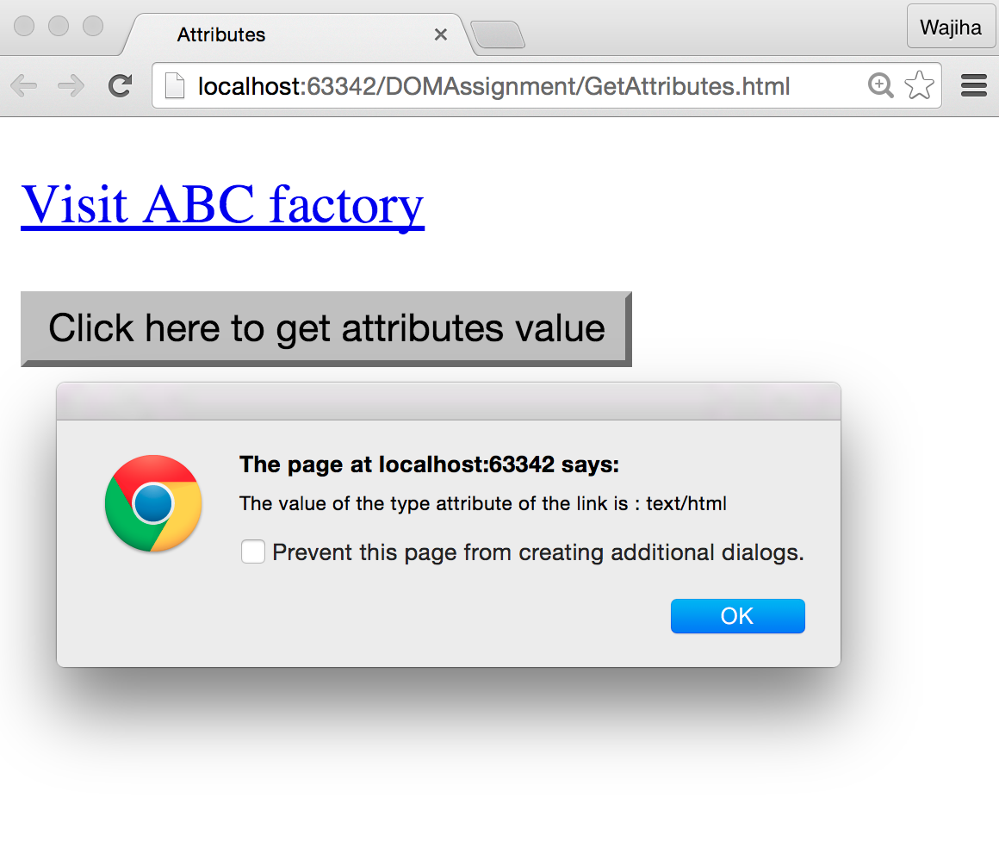 Attributes
Wajiha
localhost:63342/DOMAssignment/GetAttributes.html
Visit ABC factory
Click here to get attributes value
The page at localhost:63342 says:
The value of the type attribute of the link is : text/html
Prevent this page from creating additional dialogs.
OK